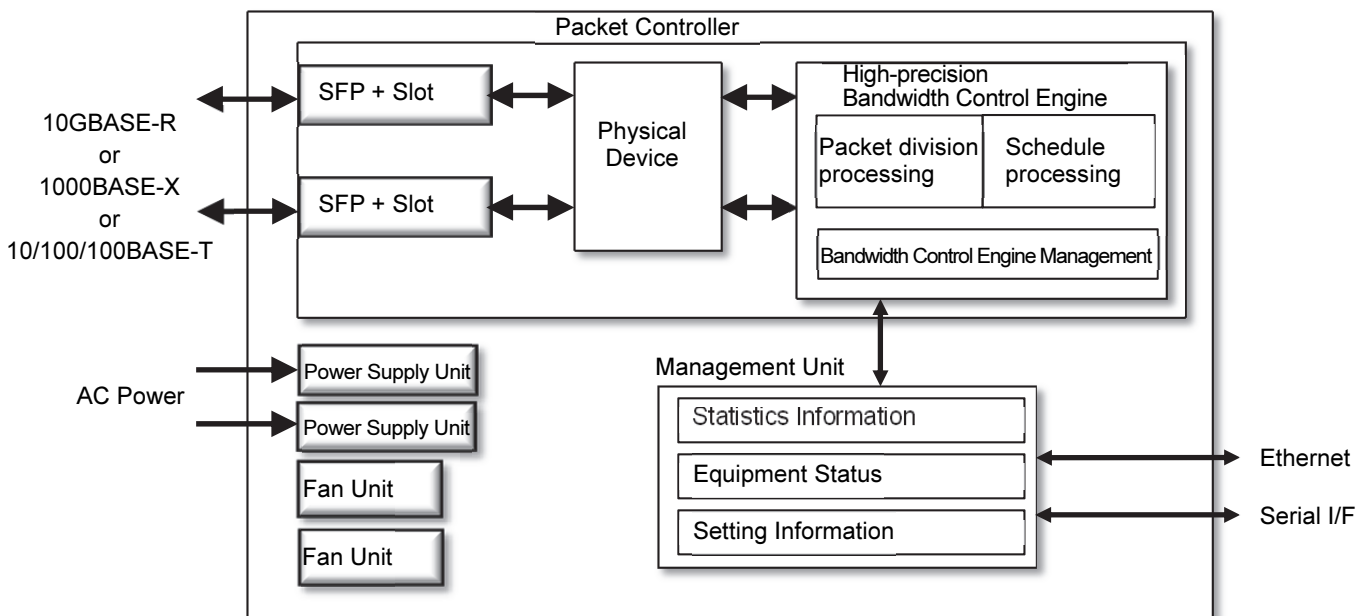 Packet Controller
SFP + Slot
SFP + Slot
10GBASE-R
or
1000BASE-X
or
10/100/100BASE-T
Physical
Device
High-precision
Bandwidth Control Engine
Packet division
processing
Schedule
processing
Bandwidth Control Engine Management
AC Power
Power Supply Unit
Power Supply Unit
Fan Unit
Fan Unit
Management Unit
Statistics Information
Equipment Status
Setting Information
Ethernet
Serial I/F